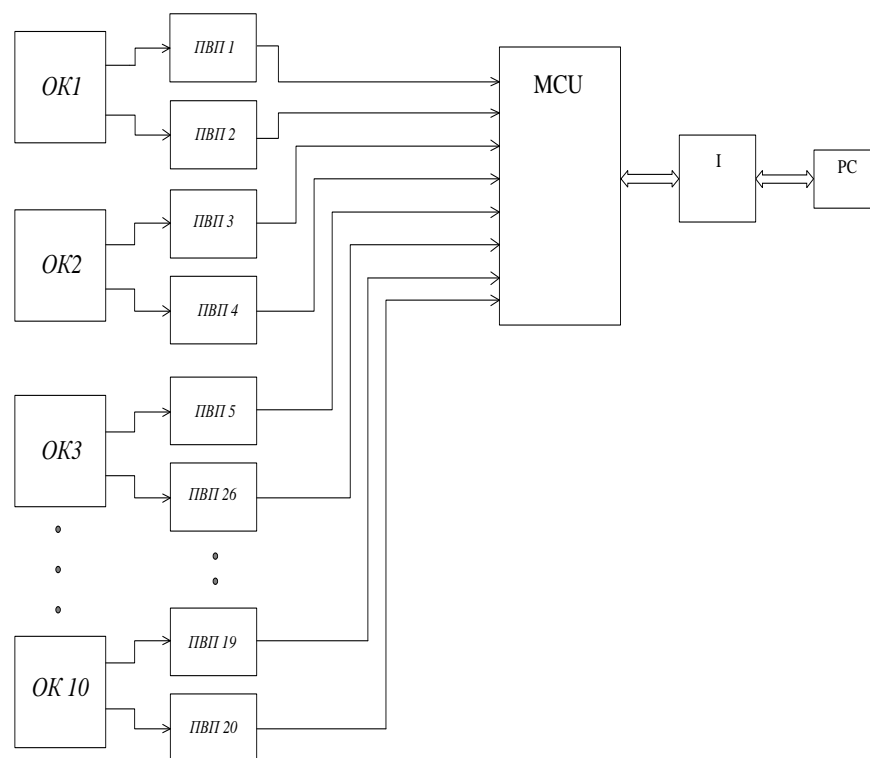 ОК1
ПВП 1
ПВП 2
MCU
I
PC
ОК2
ПВП 3
ПВП 4
ОК3
ПВП 5
ПВП 26
ОК 10
ПВП 19
ПВП 20